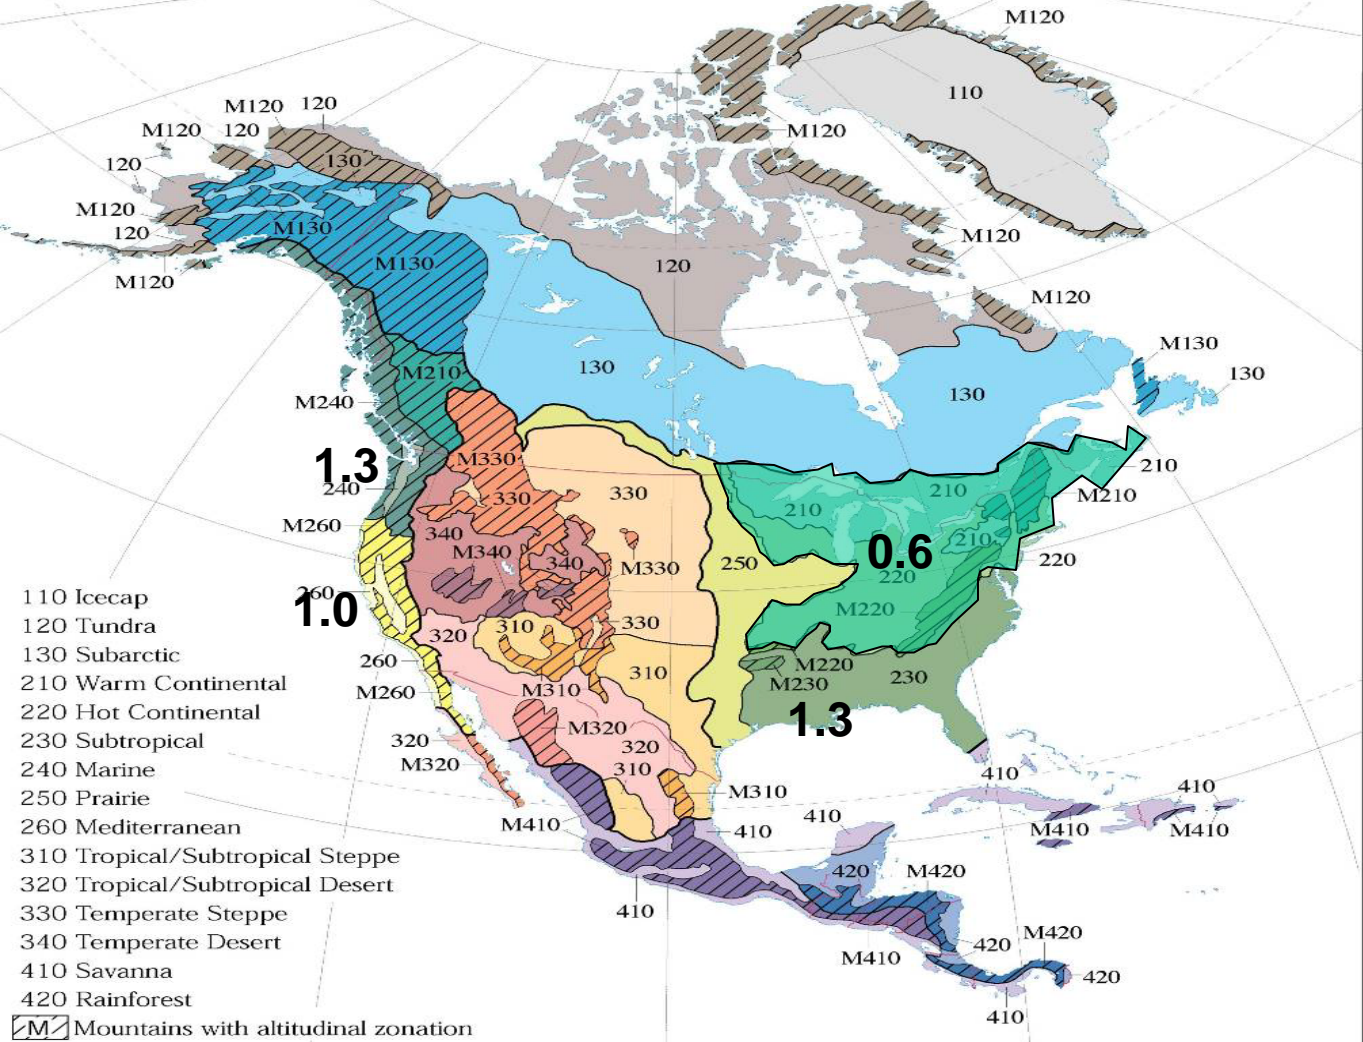 M120
110
M120 120
M120 120
M120
130
120
M120
M120
M130
120
M120
M130
120
M120
M120
M130
130
M210
130
130
M240
1.3
M330
240
330
330
210
210
M210
M260
340
210
210
M340
340
M330
250
0.6
220
220
260
1.0
M220
320
310
330
260
M260
310
M310
M220
M230
230
1.3
M320
320
320
M320
310
M310
410
410
M410
410
410
M410
M410
420
M420
410
M410
420
M420
420
410
110 Icecap
120 Tundra
130 Subarctic
210 Warm Continental
220 Hot Continental
230 Subtropical
240 Marine
250 Prairie
260 Mediterranean
310 Tropical/Subtropical Steppe
320 Tropical/Subtropical Desert
330 Temperate Steppe
340 Temperate Desert
410 Savanna
420 Rainforest
M Mountains with altitudinal zonation